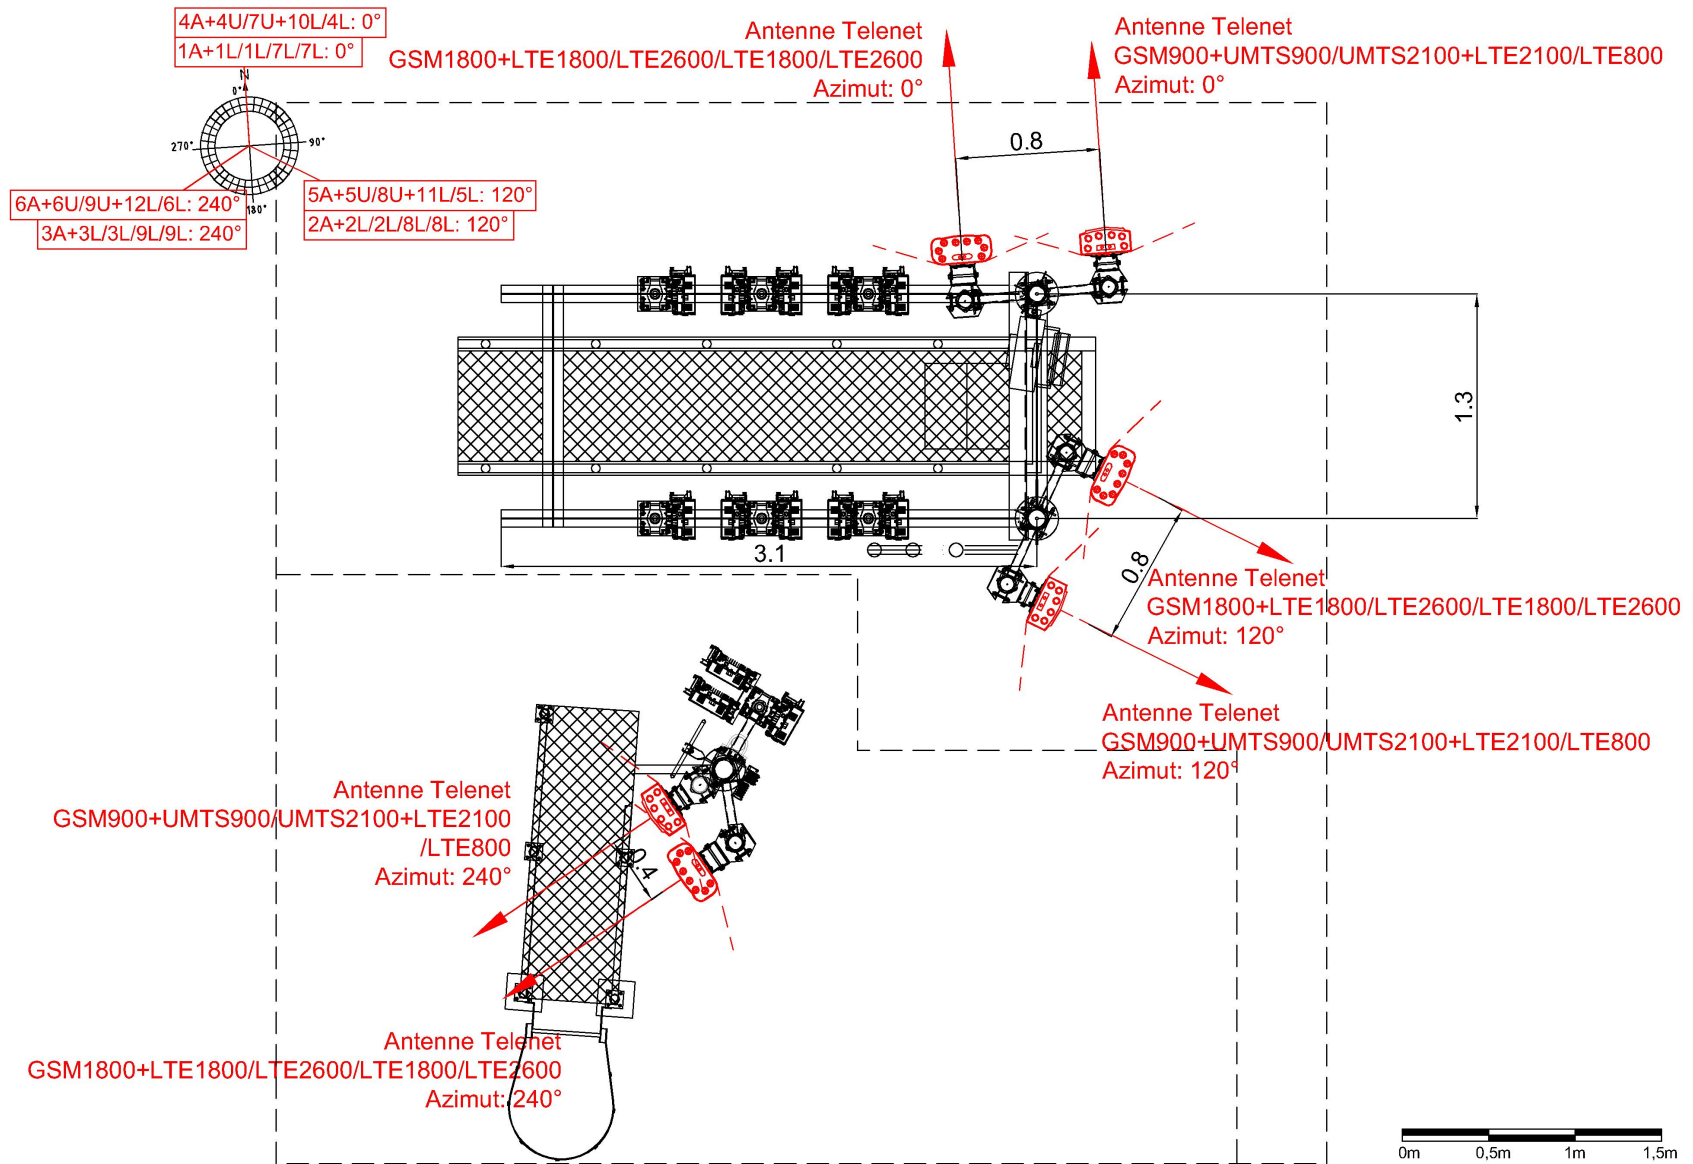 4A+4U/7U+10L/4L: 0°
1A+1L/1L/7L/7L: 0°
N
0°
270°
90°
180°
6A+6U/9U+12L/6L: 240°
3A+3L/3L/9L/9L: 240°
5A+5U/8U+11L/5L: 120°
2A+2L/2L/8L/8L: 120°
Antenne Telenet
GSM1800+LTE1800/LTE2600/LTE1800/LTE2600
Azimut: 0°
Antenne Telenet
GSM900+UMTS900/UMTS2100+LTE2100/LTE800
Azimut: 0°
0.8
1.3
3.1
0.8
Antenne Telenet
GSM1800+LTE1800/LTE2600/LTE1800/LTE2600
Azimut: 120°
Antenne Telenet
GSM900+UMTS900/UMTS2100+LTE2100/LTE800
Azimut: 120°
Antenne Telenet
GSM900+UMTS900/UMTS2100+LTE2100
/LTE800
Azimut: 240°
0.4
Antenne Telenet
GSM1800+LTE1800/LTE2600/LTE1800/LTE2600
Azimut: 240°
0m 0,5m 1m 1,5m